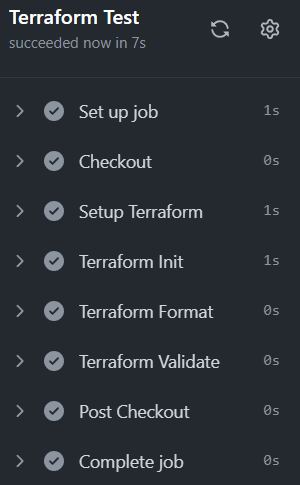 Terraform Test
succeeded now in 7s
Set up job 1s
Checkout 0s
Setup Terraform 1s
Terraform Init 1s
Terraform Format 0s
Terraform Validate 0s
Post Checkout 0s
Complete job 0s